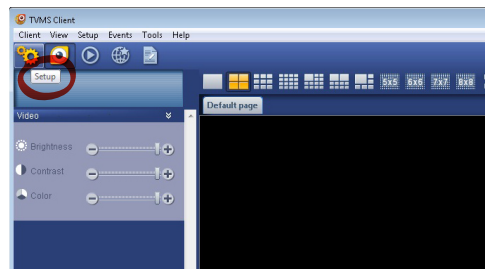 TVMS Client
Client View Setup Events Tools Help
Setup
5x5 6x6 7x7 8x8
Default page
Video
Brightness
Contrast
Color